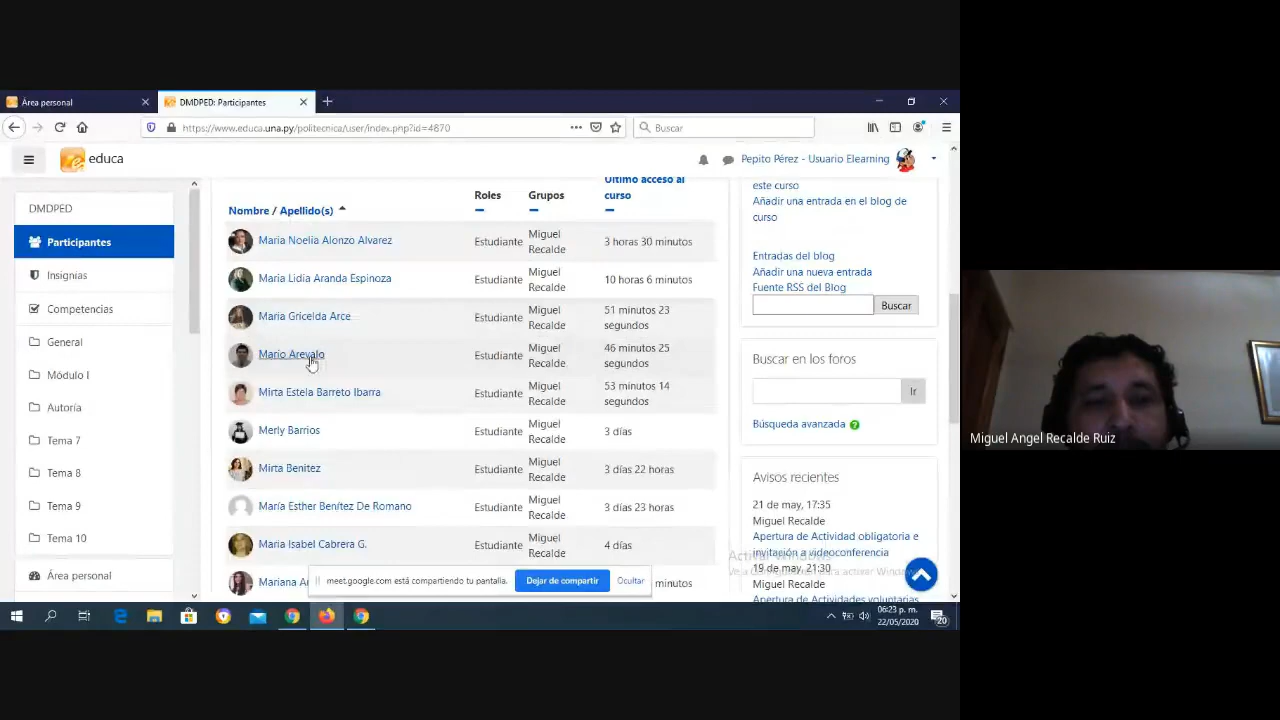 Área personal
DMDPED: Participantes
https://www.educa.una.py/politecnica/user/index.php?id=4870
Buscar
educa
Pepito Pérez - Usuario Elearning
DMDPED
Participantes
Insignias
Competencias
General
Módulo I
Autoría
Tema 7
Tema 8
Tema 9
Tema 10
Área personal
Nombre / Apellido(s)
Roles
Grupos
Último acceso al
curso
Maria Noelia Alonzo Alvarez
Estudiante
Miguel
Recalde
3 horas 30 minutos
Maria Lidia Aranda Espinoza
Estudiante
Miguel
Recalde
10 horas 6 minutos
Maria Gricelda Arce
Estudiante
Miguel
Recalde
51 minutos 23
segundos
Mario Arevalo
Estudiante
Miguel
Recalde
46 minutos 25
segundos
Mirta Estela Barreto Ibarra
Estudiante
Miguel
Recalde
53 minutos 14
segundos
Merly Barrios
Estudiante
Miguel
Recalde
3 días
Mirta Benitez
Estudiante
Miguel
Recalde
3 días 22 horas
María Esther Benítez De Romano
Estudiante
Miguel
Recalde
3 días 23 horas
Maria Isabel Cabrera G.
Estudiante
Miguel
Recalde
4 días
Mariana
minutos
meet.google.com está compartiendo tu pantalla.
Dejar de compartir
Ocultar
este curso
Añadir una entrada en el blog de
curso
Entradas del blog
Añadir una nueva entrada
Fuente RSS del Blog
Buscar
Buscar en los foros
Ir
Búsqueda avanzada
Avisos recientes
21 de may, 17:35
Miguel Recalde
Apertura de Actividad obligatoria e
invitación a videoconferencia
19 de may, 21:30
Miguel Recalde
Apertura de Actividades voluntarias
Activar Windows
06:23 p. m.
22/05/2020
20
Miguel Angel Recalde Ruiz